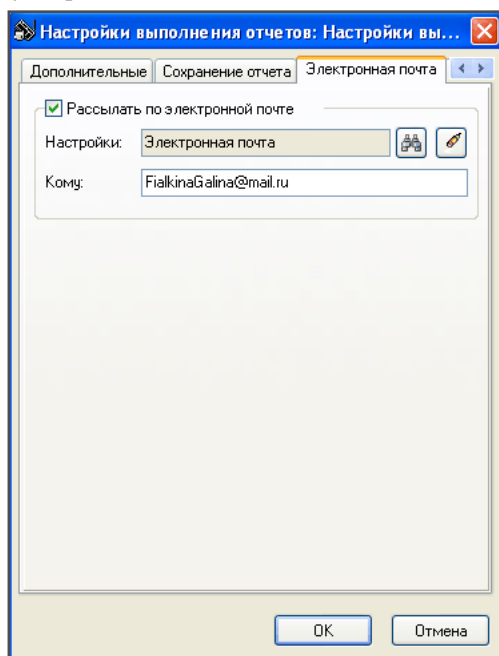 Настройки выполнения отчетов: Настройки вы...
Дополнительные Сохранение отчета Электронная почта
Рассылать по электронной почте
Настройки: Электронная почта
Кому: FialkinaGalina@mail.ru
OK Отмена